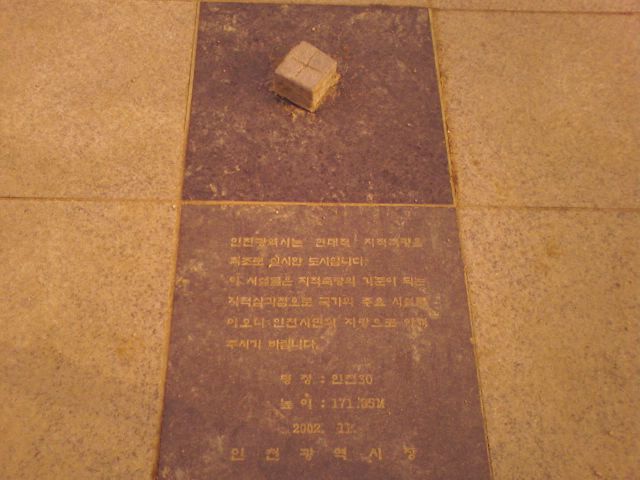 인천광역시는 현대적 지적측량을
최초로 실시한 도시입니다.
이 시설물은 지적측량의 기준이 되는
지적삼각점으로 국가의 주요 시설물
이오니 인천시민의 자랑으로 아껴
주시기 바랍니다.
명 칭 : 인천30
높 이 : 171.85M
2002. 11.
인 천 광 역 시 장